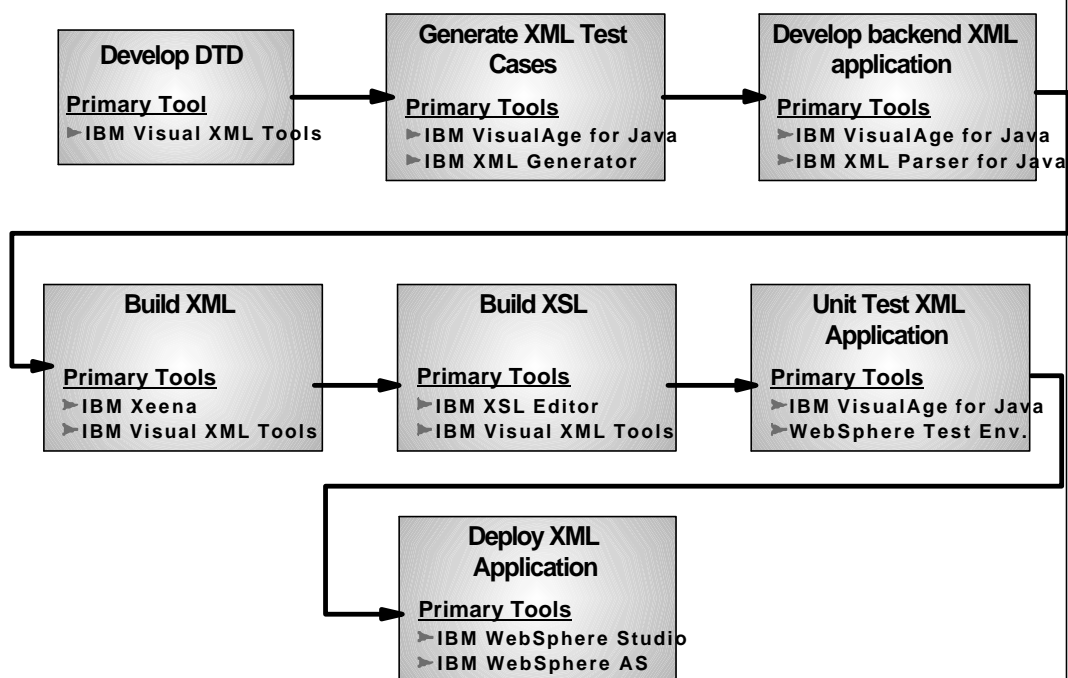 Develop DTD
Primary Tool
IBM Visual XML Tools
Generate XML Test
Cases
Primary Tools
IBM VisualAge for Java
IBM XML Generator
Develop backend XML
application
Primary Tools
IBM VisualAge for Java
IBM XML Parser for Java
Build XML
Primary Tools
IBM Xeena
IBM Visual XML Tools
Build XSL
Primary Tools
IBM XSL Editor
IBM Visual XML Tools
Unit Test XML
Application
Primary Tools
IBM VisualAge for Java
WebSphere Test Env.
Deploy XML
Application
Primary Tools
IBM WebSphere Studio
IBM WebSphere AS